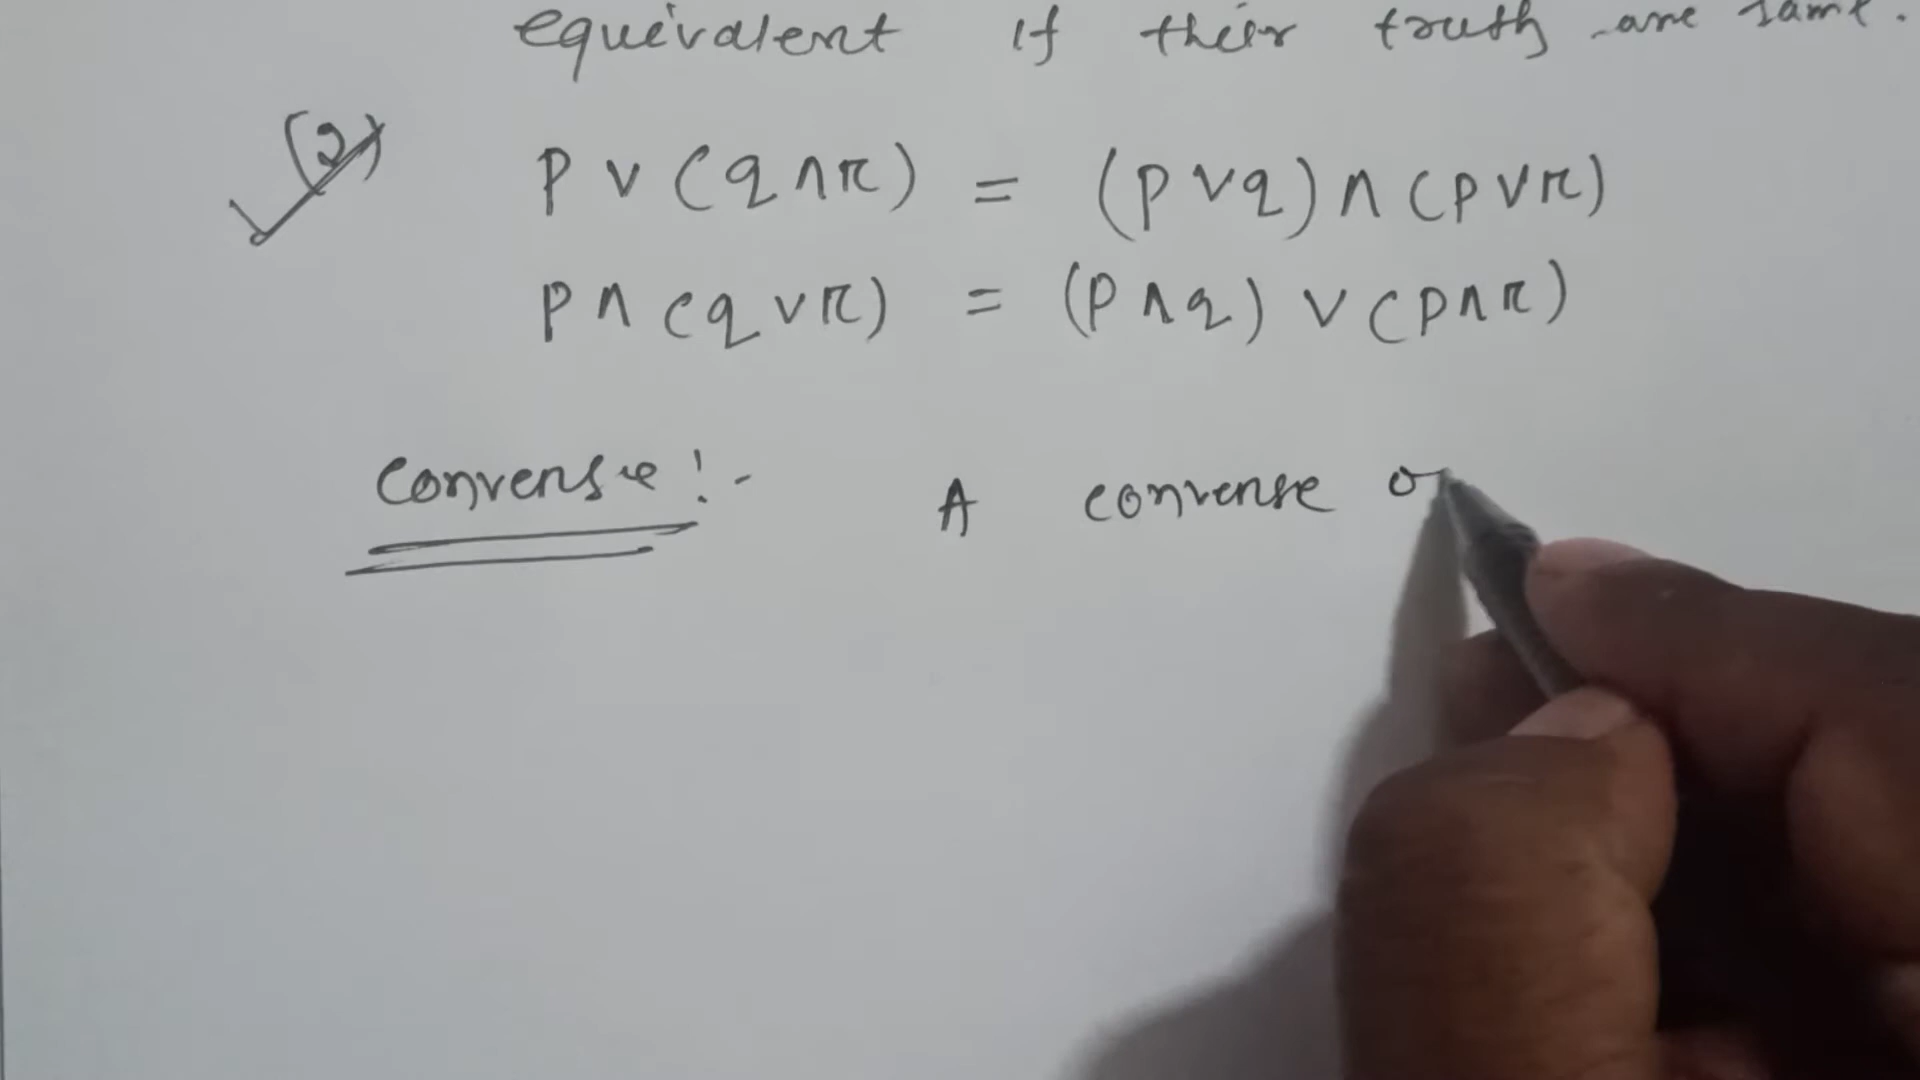 equivalent if their truth are same.
(2) p ∨ (q ∧ r) = (p ∨ q) ∧ (p ∨ r)
p ∧ (q ∨ r) = (p ∧ q) ∨ (p ∧ r)
Converse :- A converse o